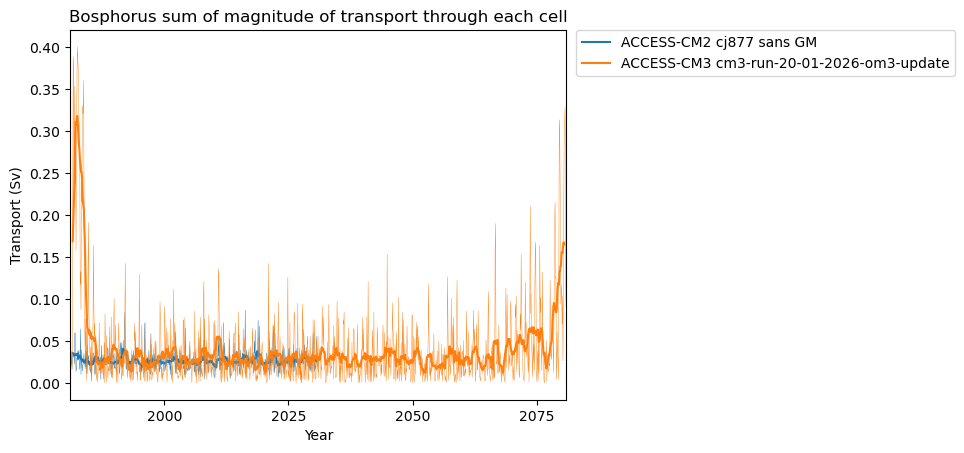 Bosphorus sum of magnitude of transport through each cell
ACCESS-CM2 cj877 sans GM
ACCESS-CM3 cm3-run-20-01-2026-om3-update
0.40
0.35
0.30
0.25
0.20
0.15
0.10
0.05
0.00
Transport (Sv)
2000
2025
2050
2075
Year